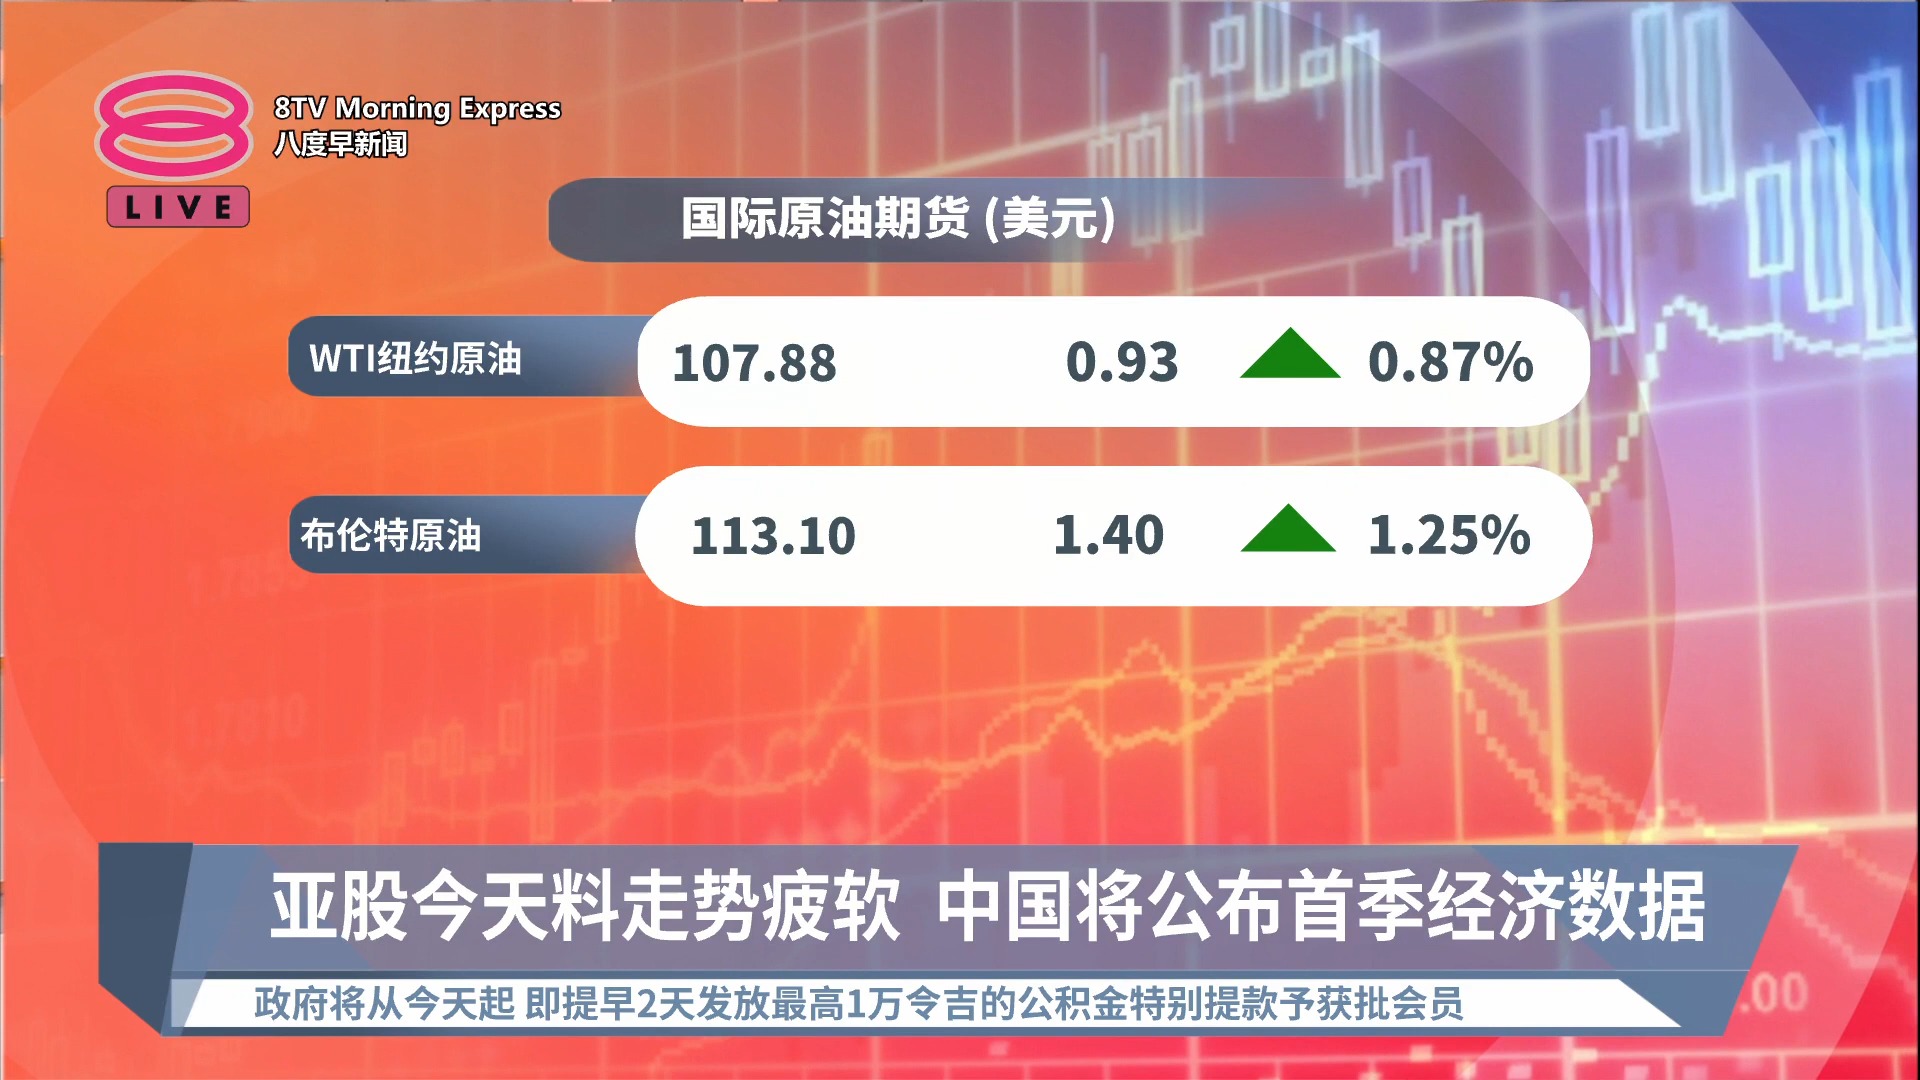 8TV Morning Express
八度早新闻
LIVE
国际原油期货 (美元)
WTI纽约原油 107.88 0.93 0.87%
布伦特原油 113.10 1.40 1.25%
亚股今天料走势疲软 中国将公布首季经济数据
政府将从今天起 即提早2天发放最高1万令吉的公积金特别提款予获批会员
1.7810
.00